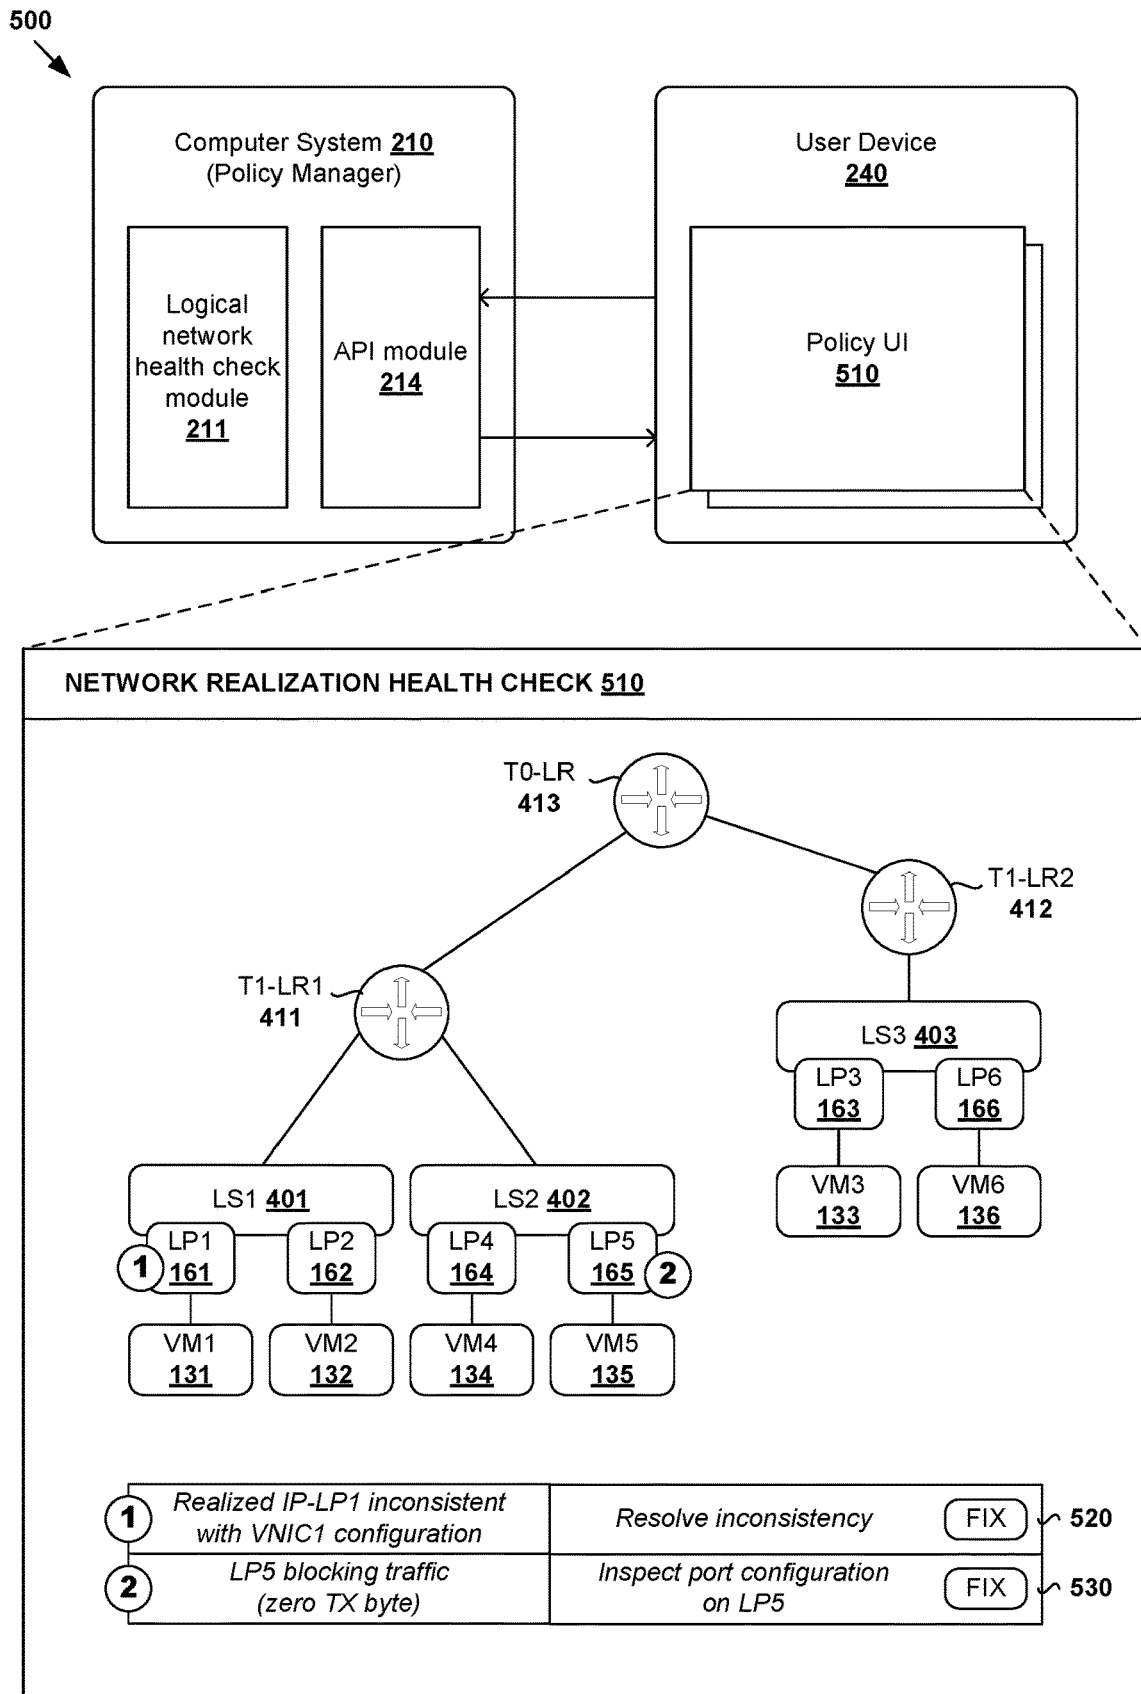 500
Computer System 210
(Policy Manager)
Logical
network
health check
module
211
API module
214
User Device
240
Policy UI
510
NETWORK REALIZATION HEALTH CHECK 510
T0-LR
413
T1-LR2
412
T1-LR1
411
LS3 403
LP3
163
LP6
166
VM3
133
VM6
136
LS1 401
LS2 402
1
LP1
161
LP2
162
LP4
164
LP5
165
2
VM1
131
VM2
132
VM4
134
VM5
135
1
Realized IP-LP1 inconsistent
with VNIC1 configuration
Resolve inconsistency
FIX
520
2
LP5 blocking traffic
(zero TX byte)
Inspect port configuration
on LP5
FIX
530